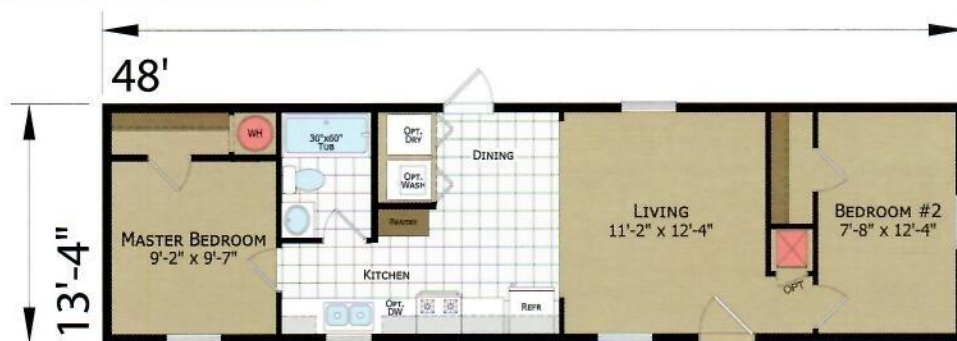 48'
13'-4"
WH
30"x60"
TUB
OPT.
DRY
OPT.
WASH
DINING
PANTRY
MASTER BEDROOM
9'-2" x 9'-7"
KITCHEN
OPT.
DW
REFR
LIVING
11'-2" x 12'-4"
OPT
BEDROOM #2
7'-8" x 12'-4"